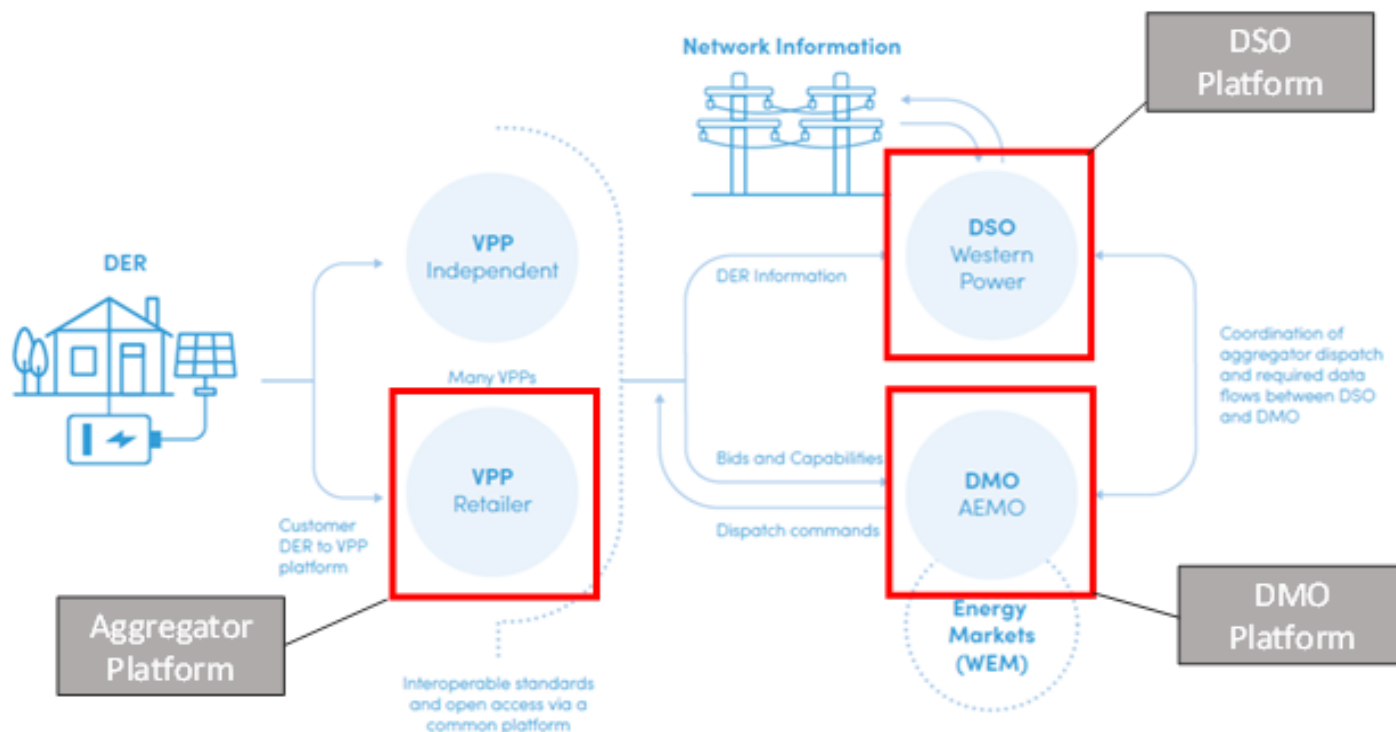 Network Information
DSO
Platform
DER
VPP
Independent
Many VPPs
VPP
Retailer
Customer
DER to VPP
platform
Aggregator
Platform
Interoperable standards
and open access via a
common platform
DER Information
Bids and Capabilities
Dispatch commands
DSO
Western
Power
DMO
AEMO
Energy
Markets
(WEM)
Coordination of
aggregator dispatch
and required data
flows between DSO
and DMO
DMO
Platform